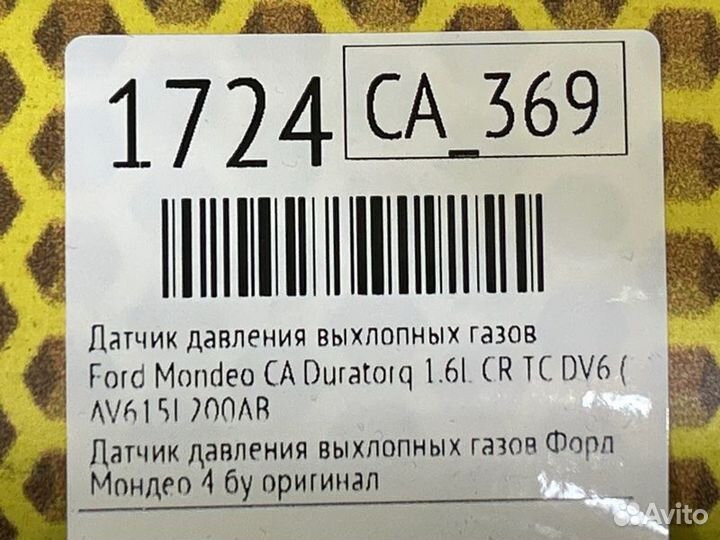 1724
CA_369
Датчик давления выхлопных газов
Ford Mondeo CA Duratorq 1.6L CR TC DV6 (
AV615L200AB
Датчик давления выхлопных газов Форд
Мондео 4 бу оригинал
Avito